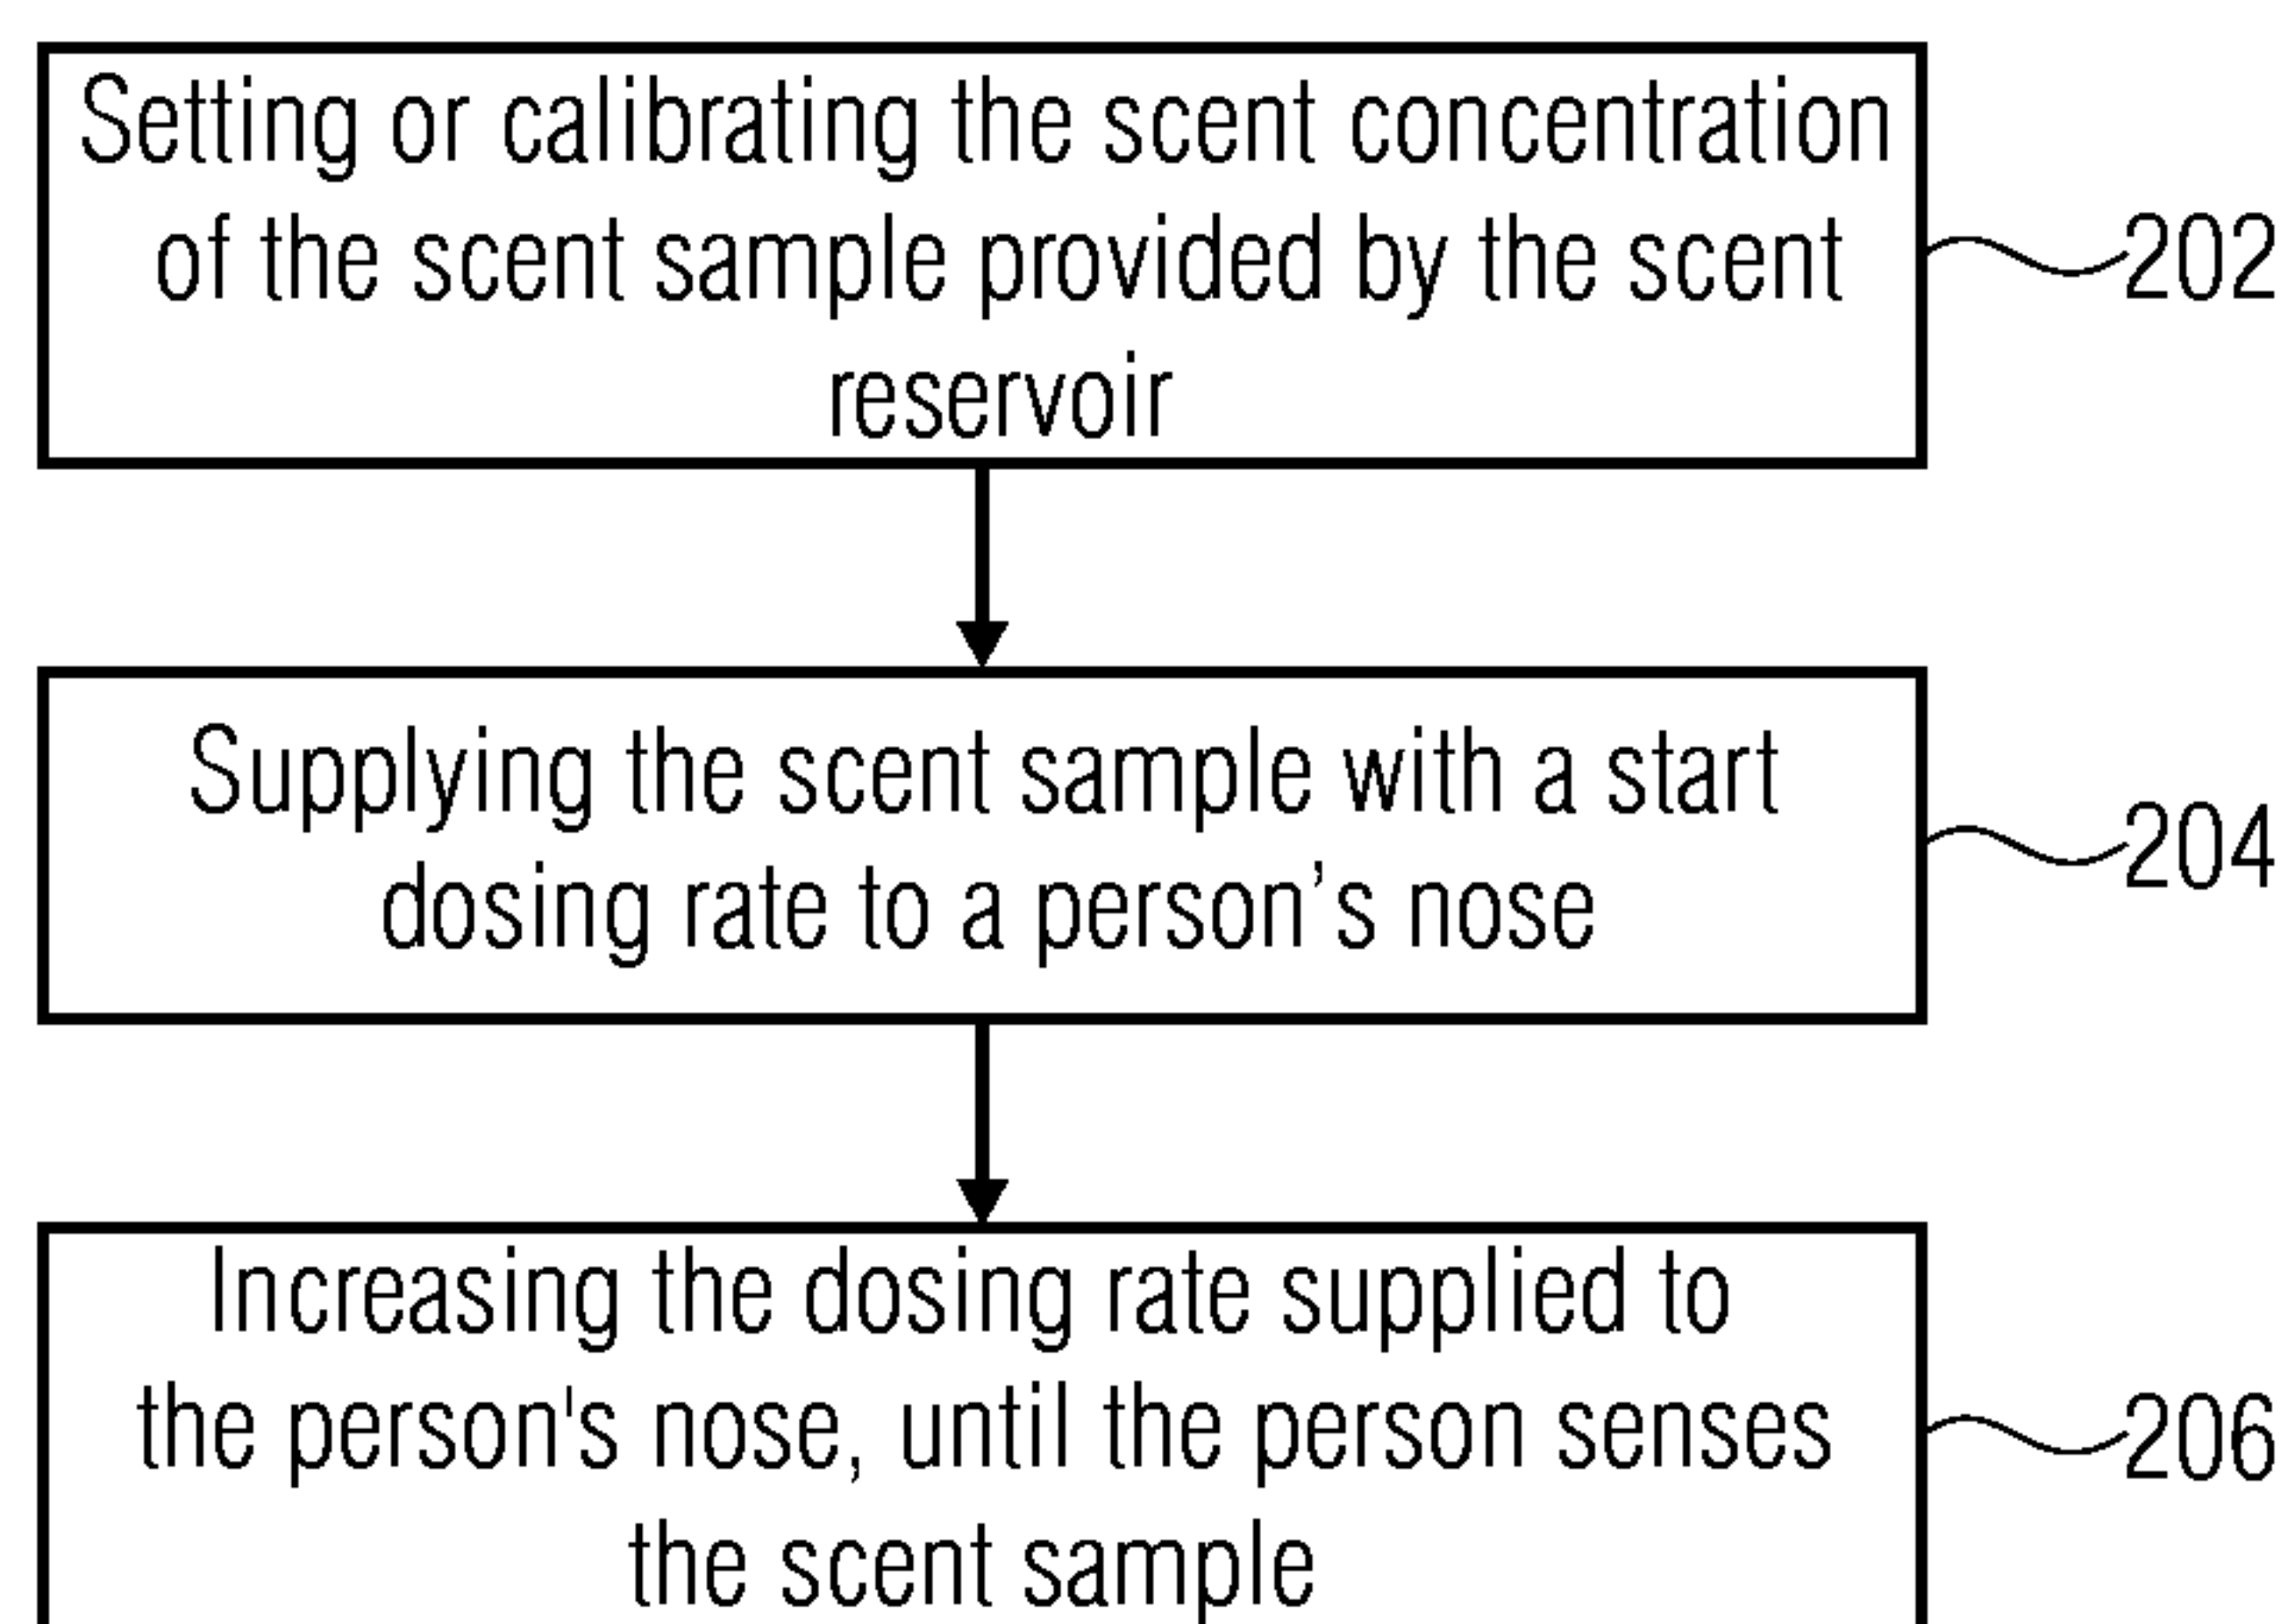 Setting or calibrating the scent concentration
of the scent sample provided by the scent
reservoir
202
Supplying the scent sample with a start
dosing rate to a person’s nose
204
Increasing the dosing rate supplied to
the person's nose, until the person senses
the scent sample
206